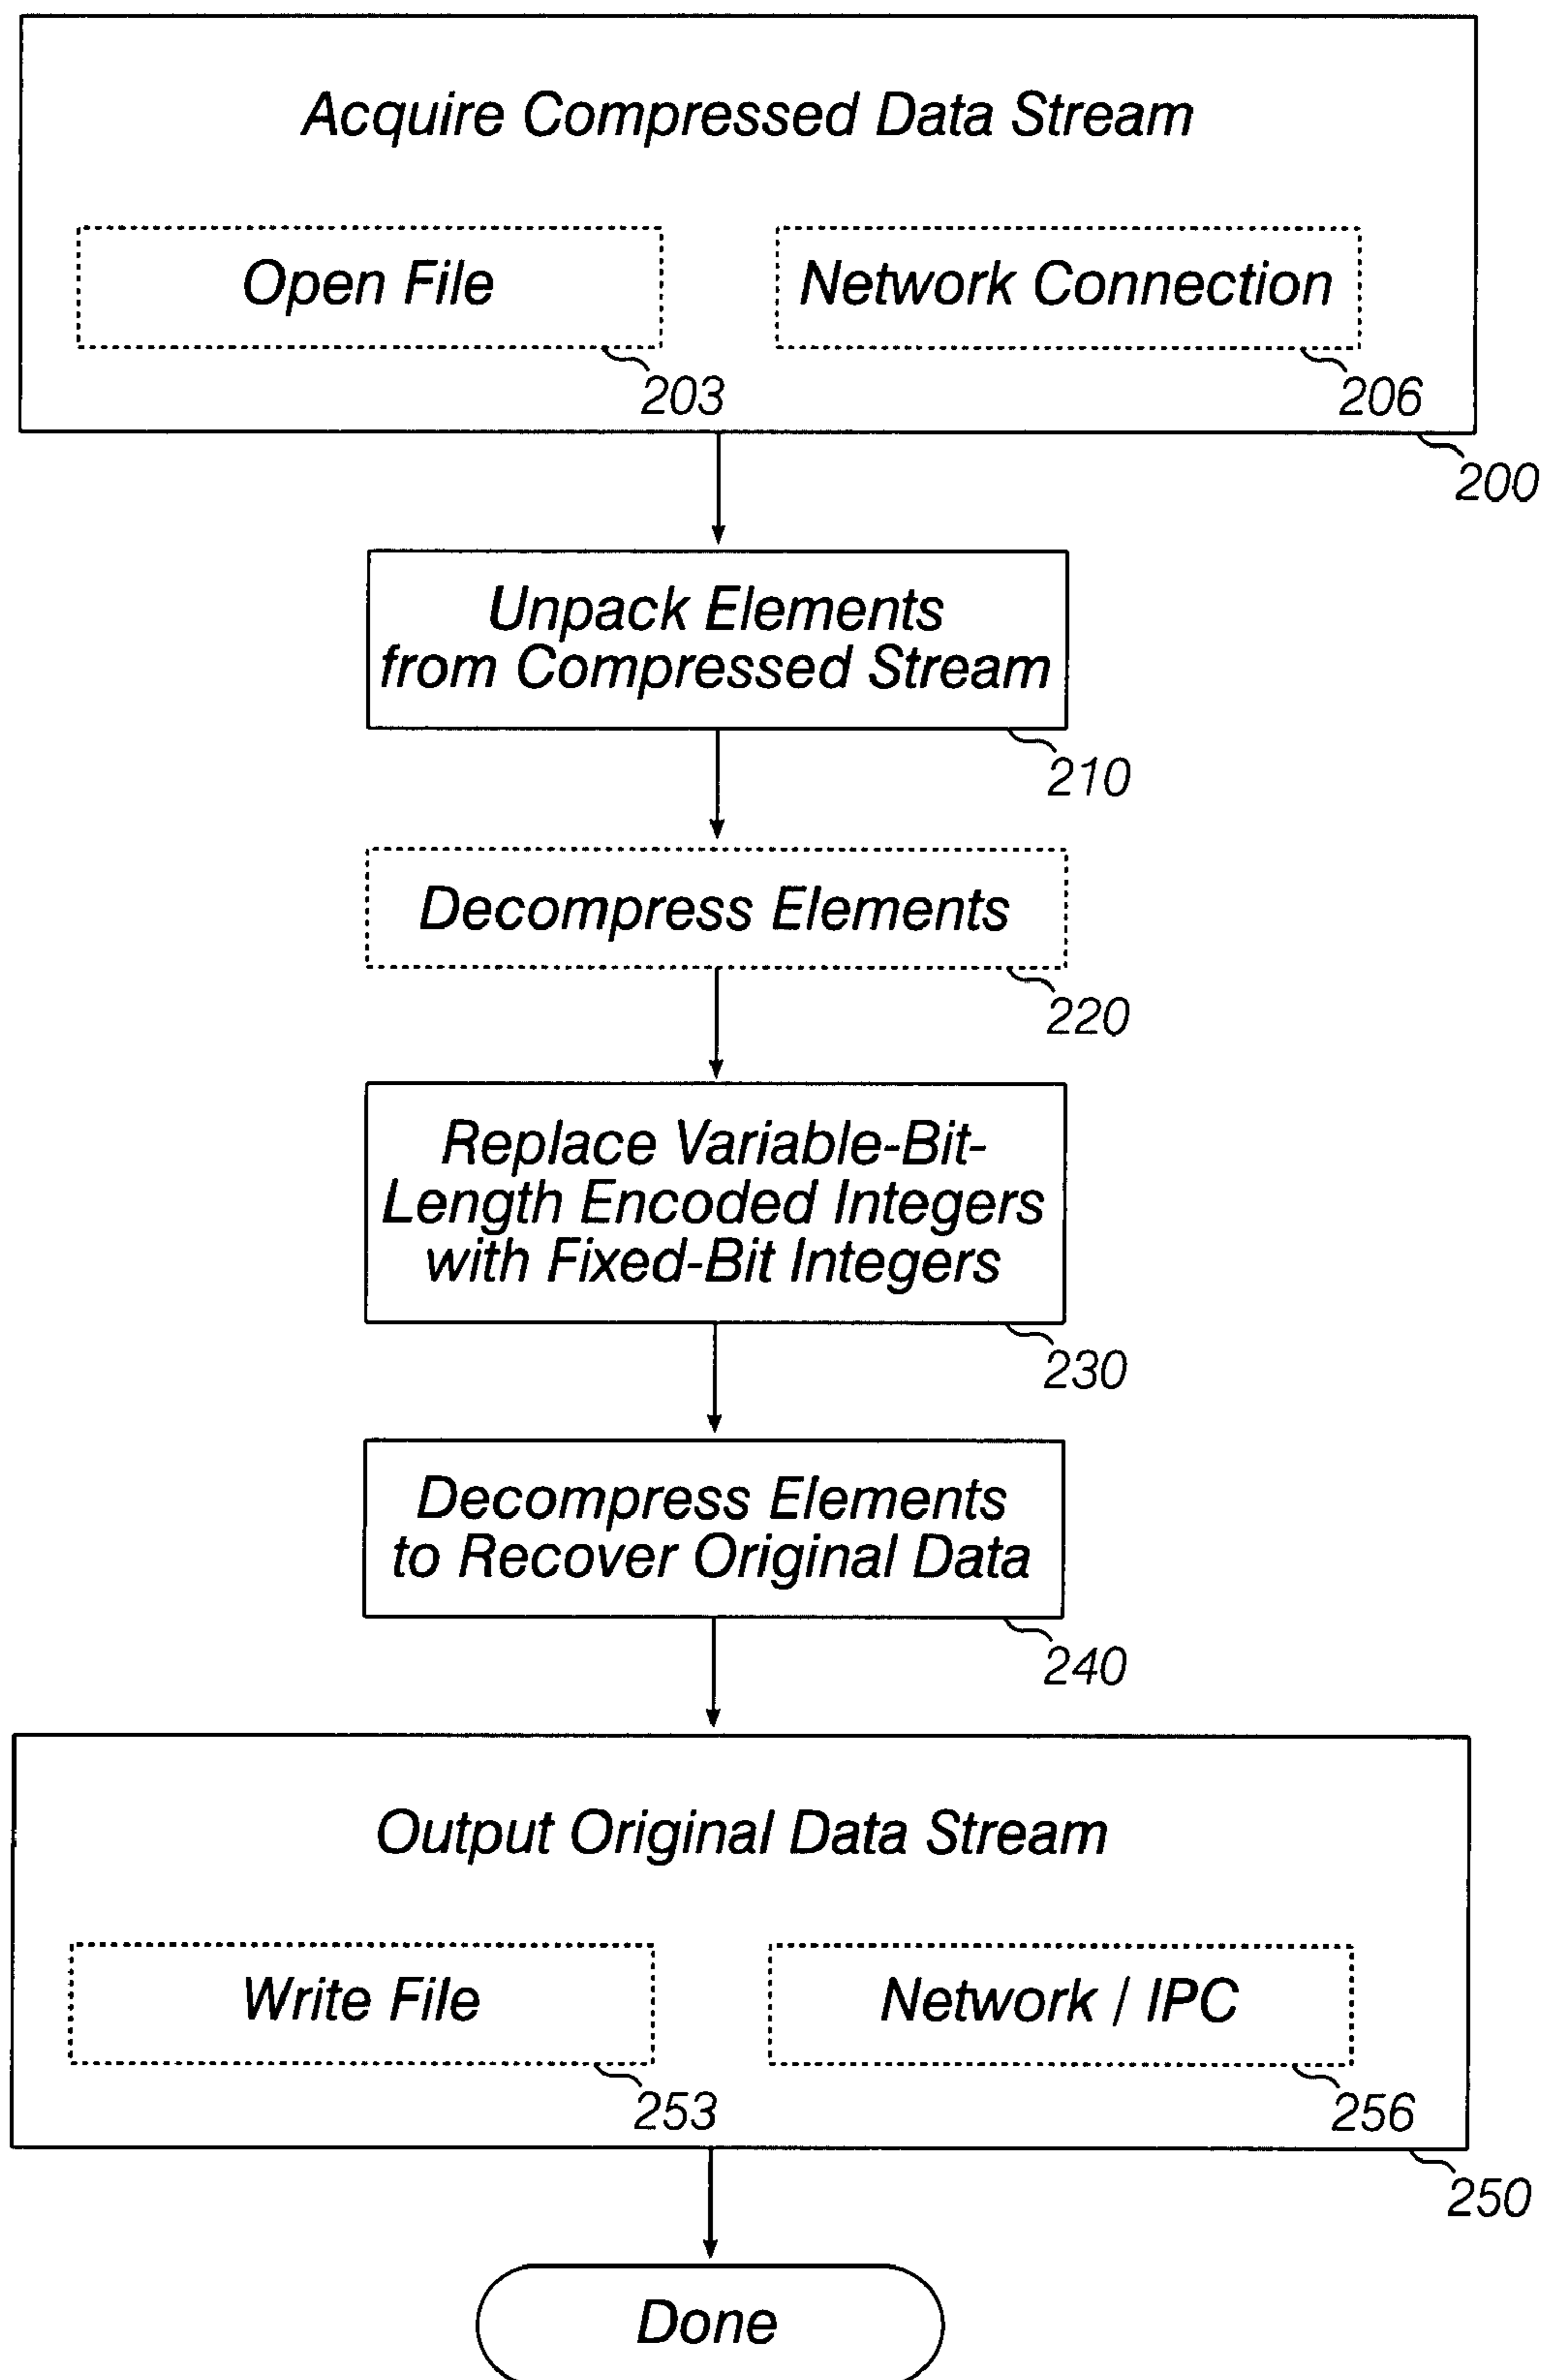 Acquire Compressed Data Stream
Open File
Network Connection
203
206
200
Unpack Elements
from Compressed Stream
210
Decompress Elements
220
Replace Variable-Bit-
Length Encoded Integers
with Fixed-Bit Integers
230
Decompress Elements
to Recover Original Data
240
Output Original Data Stream
Write File
Network / IPC
253
256
250
Done